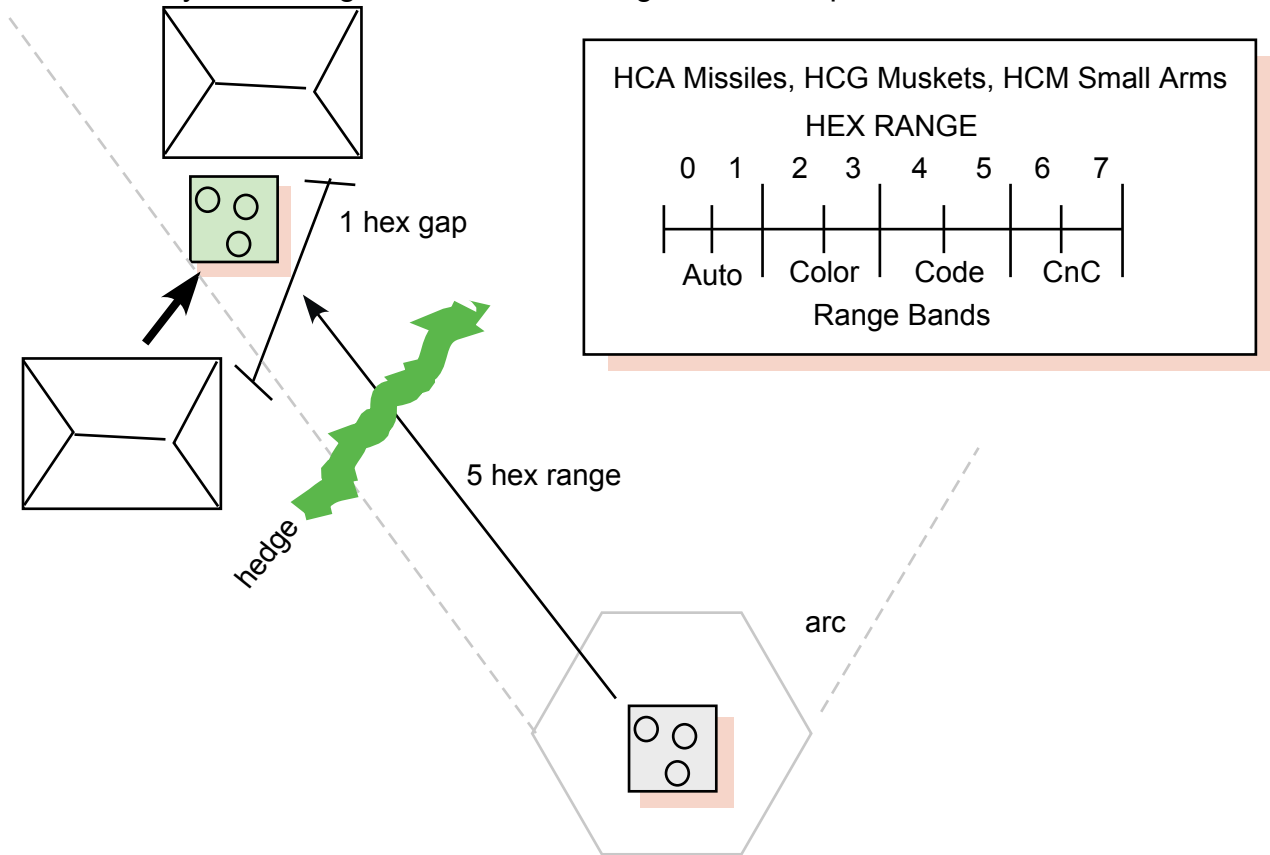 HCA Missiles, HCG Muskets, HCM Small Arms
HEX RANGE
0 1 2 3 4 5 6 7
Auto Color Code CnC
Range Bands
1 hex gap
5 hex range
hedge
arc